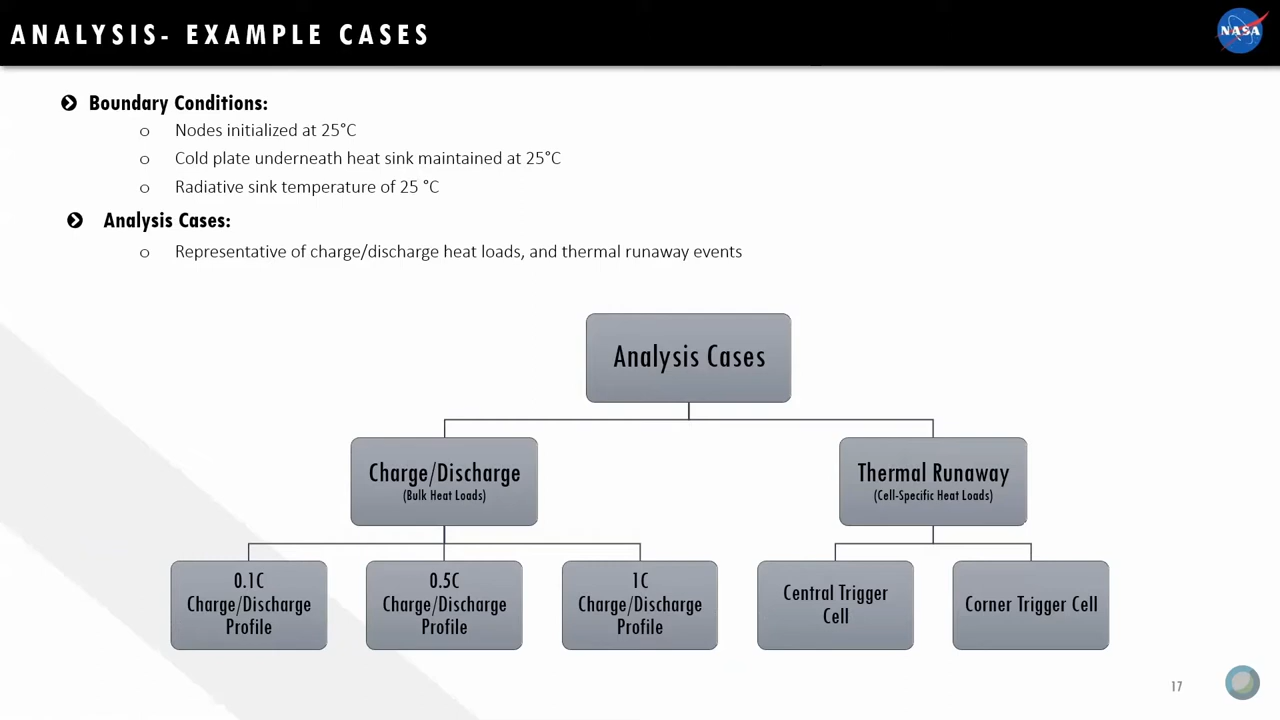 ANALYSIS- EXAMPLE CASES
NASA
Boundary Conditions:
o Nodes initialized at 25°C
o Cold plate underneath heat sink maintained at 25°C
o Radiative sink temperature of 25 °C
Analysis Cases:
o Representative of charge/discharge heat loads, and thermal runaway events
Analysis Cases
Charge/Discharge
(Bulk Heat Loads)
Thermal Runaway
(Cell-Specific Heat Loads)
0.1C
Charge/Discharge
Profile
0.5C
Charge/Discharge
Profile
1C
Charge/Discharge
Profile
Central Trigger
Cell
Corner Trigger Cell
17